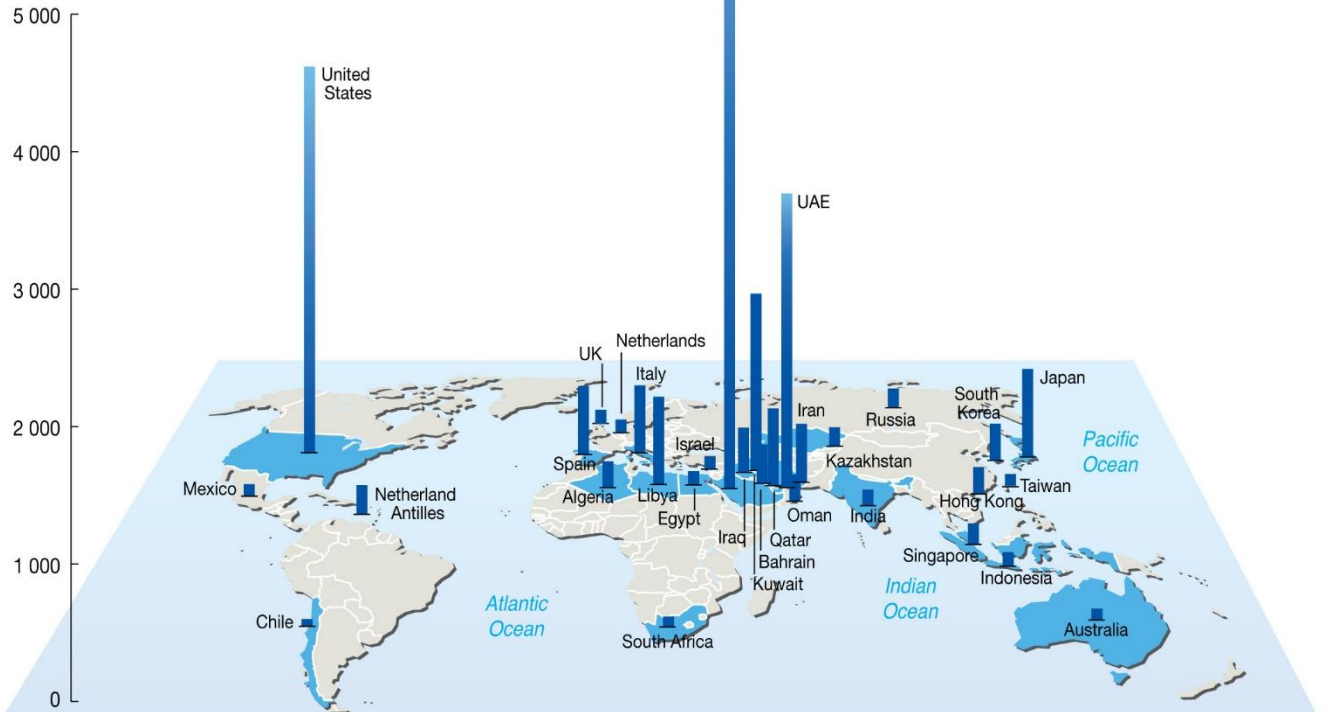 5 000
4 000
3 000
2 000
1 000
0
United
States
UAE
Netherlands
UK
Italy
Japan
Iran
South
Korea
Russia
Israel
Pacific
Ocean
Spain
Kazakhstan
Mexico
Netherland
Antilles
Algeria
Libya
Taiwan
Hong Kong
Egypt
Oman
India
Iraq
Qatar
Bahrain
Kuwait
Singapore
Indonesia
Indian
Ocean
Atlantic
Ocean
Chile
South Africa
Australia